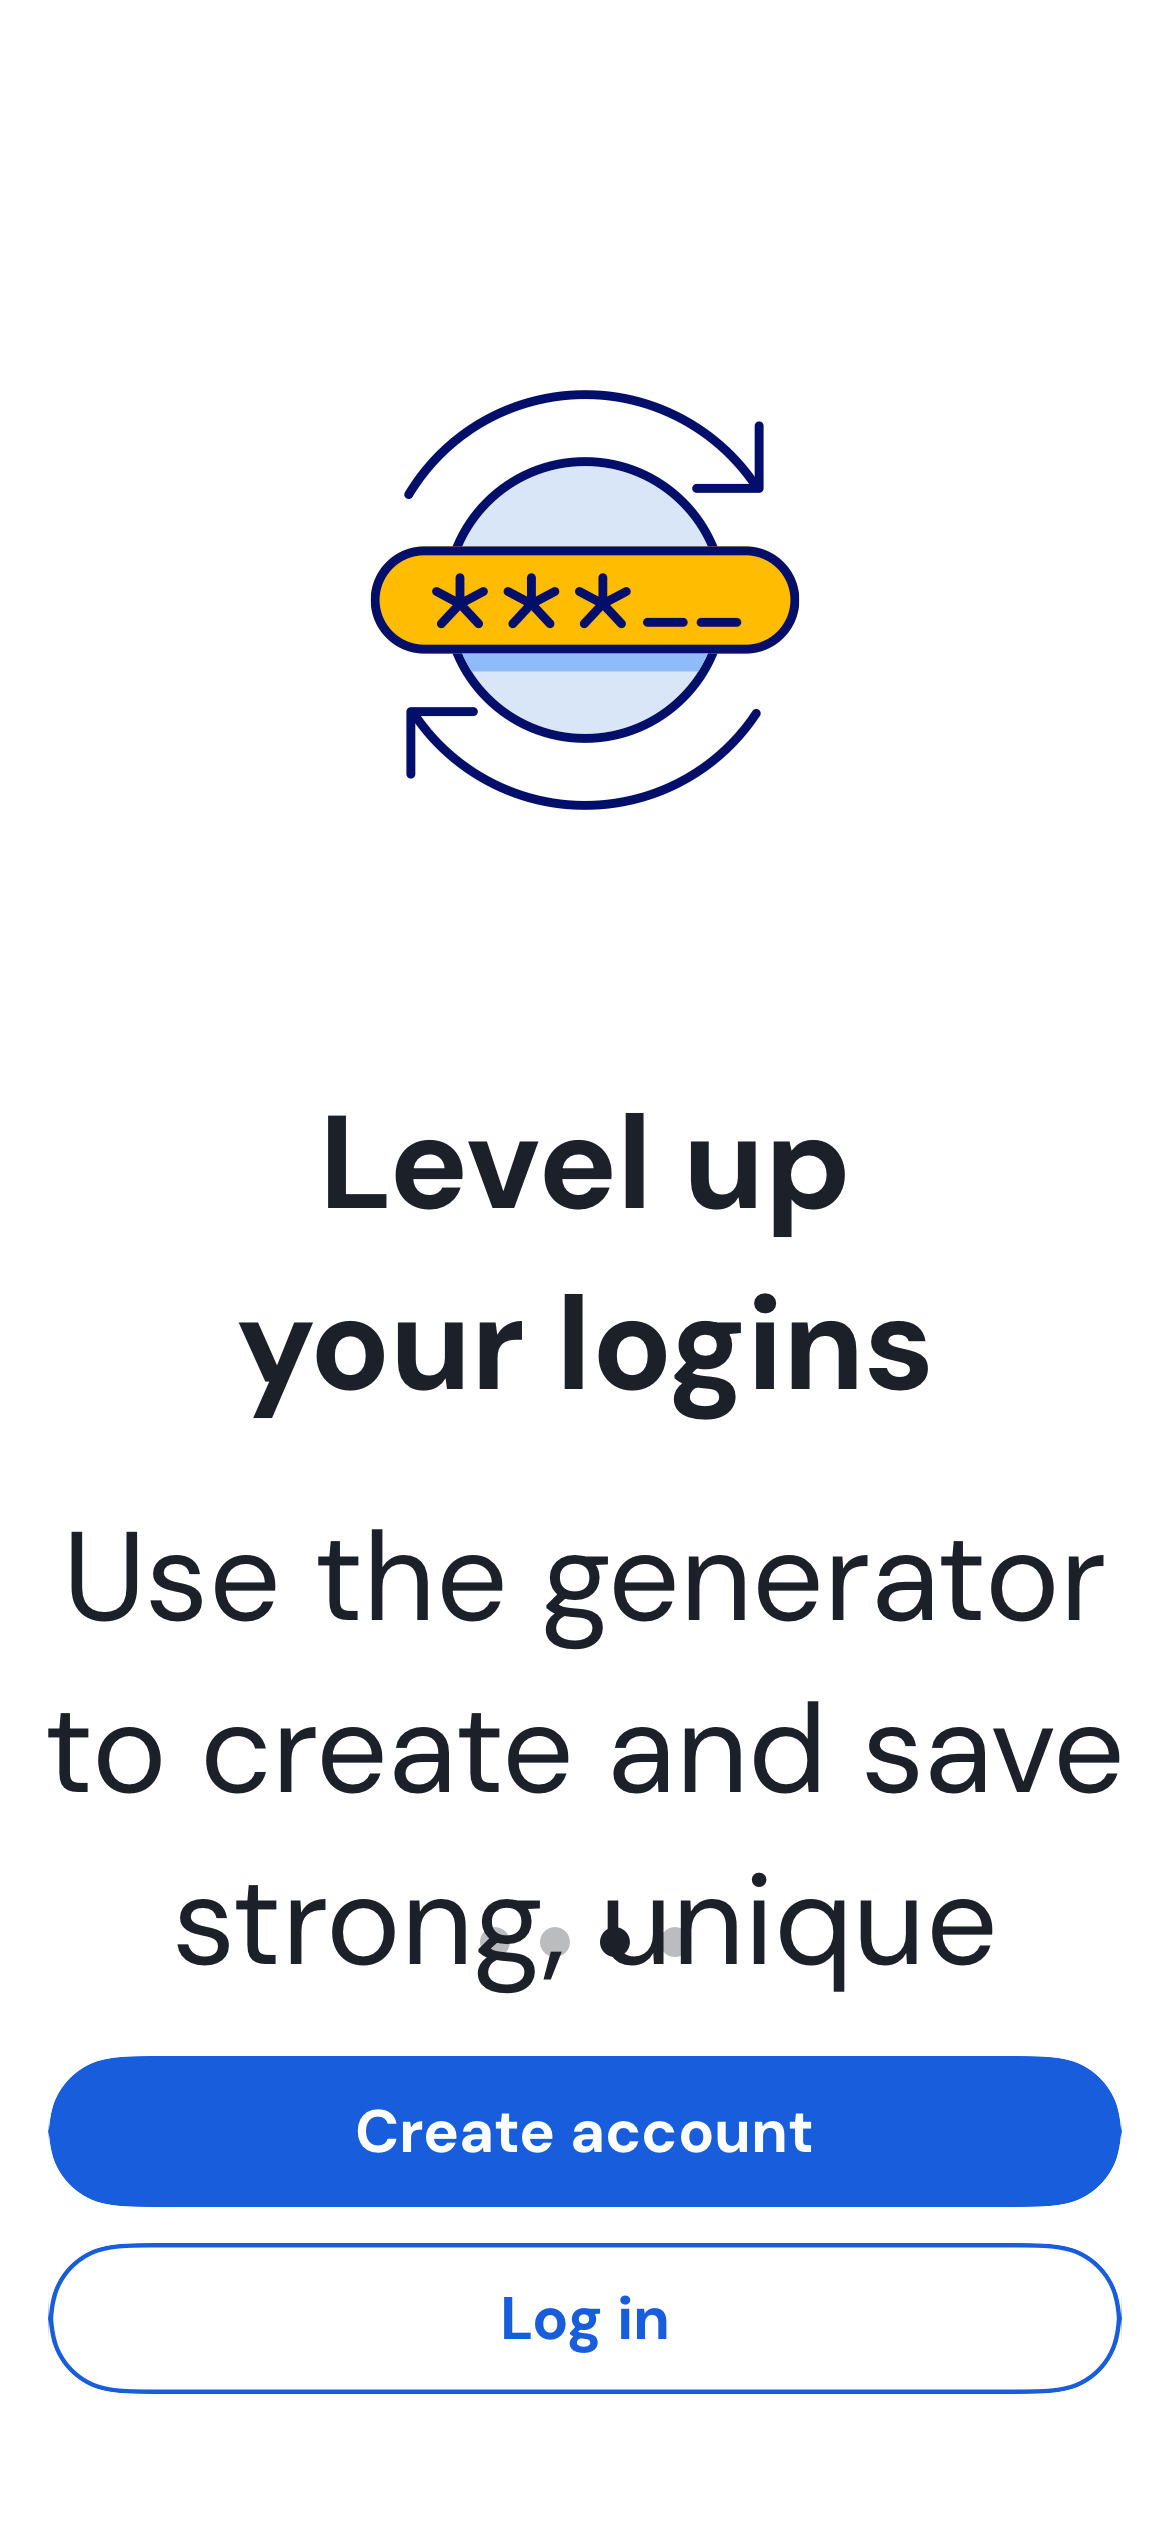 ***__
Level up
your logins
Use the generator
to create and save
strong, unique
Create account
Log in